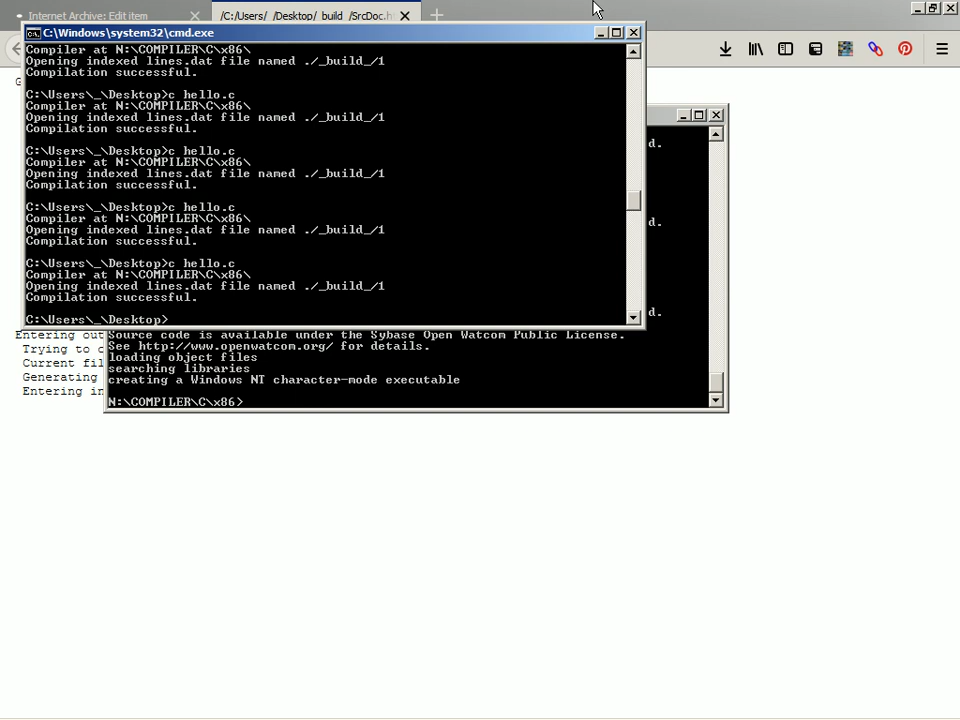 Internet Archive: Edit item
/C:/Users/_/Desktop/_build_/SrcDoc.h
C:\Windows\system32\cmd.exe
Compiler at N:\COMPILER\C\x86\
Opening indexed lines.dat file named ./_build_/1
Compilation successful.
C:\Users\_\Desktop>c hello.c
Compiler at N:\COMPILER\C\x86\
Opening indexed lines.dat file named ./_build_/1
Compilation successful.
C:\Users\_\Desktop>c hello.c
Compiler at N:\COMPILER\C\x86\
Opening indexed lines.dat file named ./_build_/1
Compilation successful.
C:\Users\_\Desktop>c hello.c
Compiler at N:\COMPILER\C\x86\
Opening indexed lines.dat file named ./_build_/1
Compilation successful.
C:\Users\_\Desktop>c hello.c
Compiler at N:\COMPILER\C\x86\
Opening indexed lines.dat file named ./_build_/1
Compilation successful.
C:\Users\_\Desktop>
d.
d.
d.
Source code is available under the Sybase Open Watcom Public License.
See http://www.openwatcom.org/ for details.
loading object files
searching libraries
creating a Windows NT character-mode executable
N:\COMPILER\C\x86>
Entering out
Trying to c
Current fil
Generating
Entering in